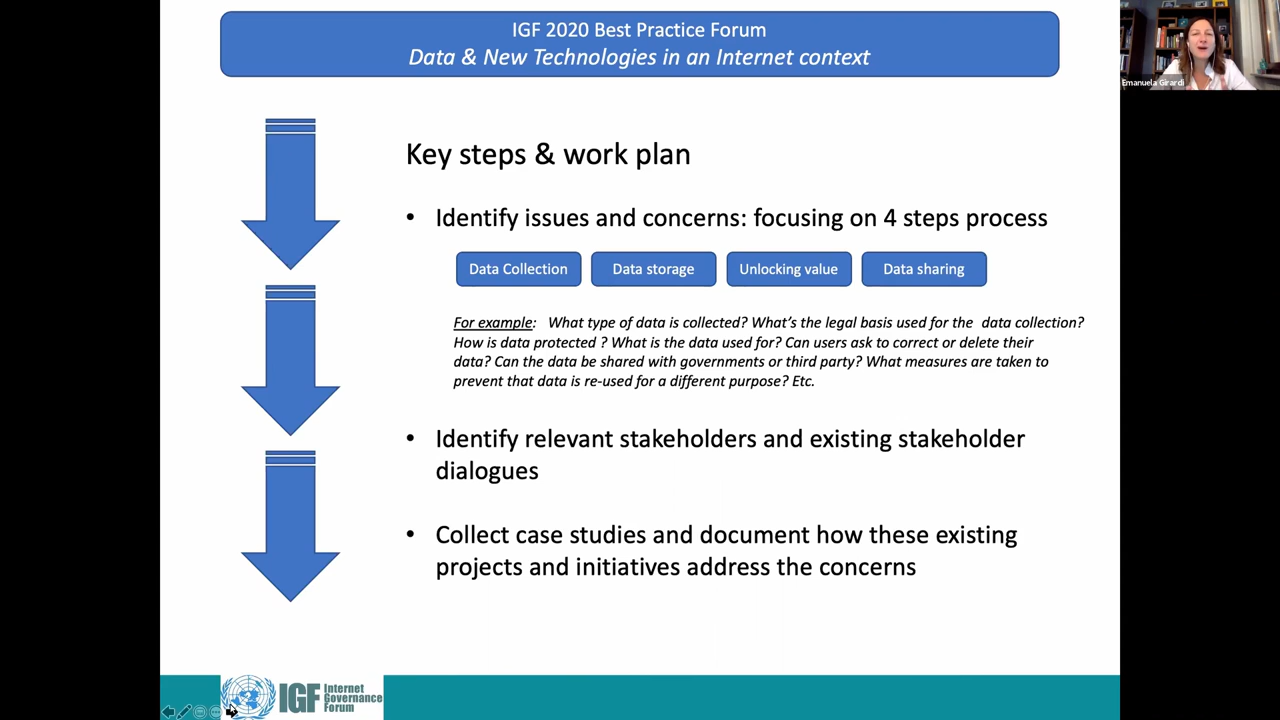 IGF 2020 Best Practice Forum
Data & New Technologies in an Internet context
Emanuela Girardi
Key steps & work plan
• Identify issues and concerns: focusing on 4 steps process
Data Collection
Data storage
Unlocking value
Data sharing
For example: What type of data is collected? What's the legal basis used for the data collection?
How is data protected ? What is the data used for? Can users ask to correct or delete their
data? Can the data be shared with governments or third party? What measures are taken to
prevent that data is re-used for a different purpose? Etc.
• Identify relevant stakeholders and existing stakeholder
dialogues
• Collect case studies and document how these existing
projects and initiatives address the concerns
IGF
Internet
Governance
Forum